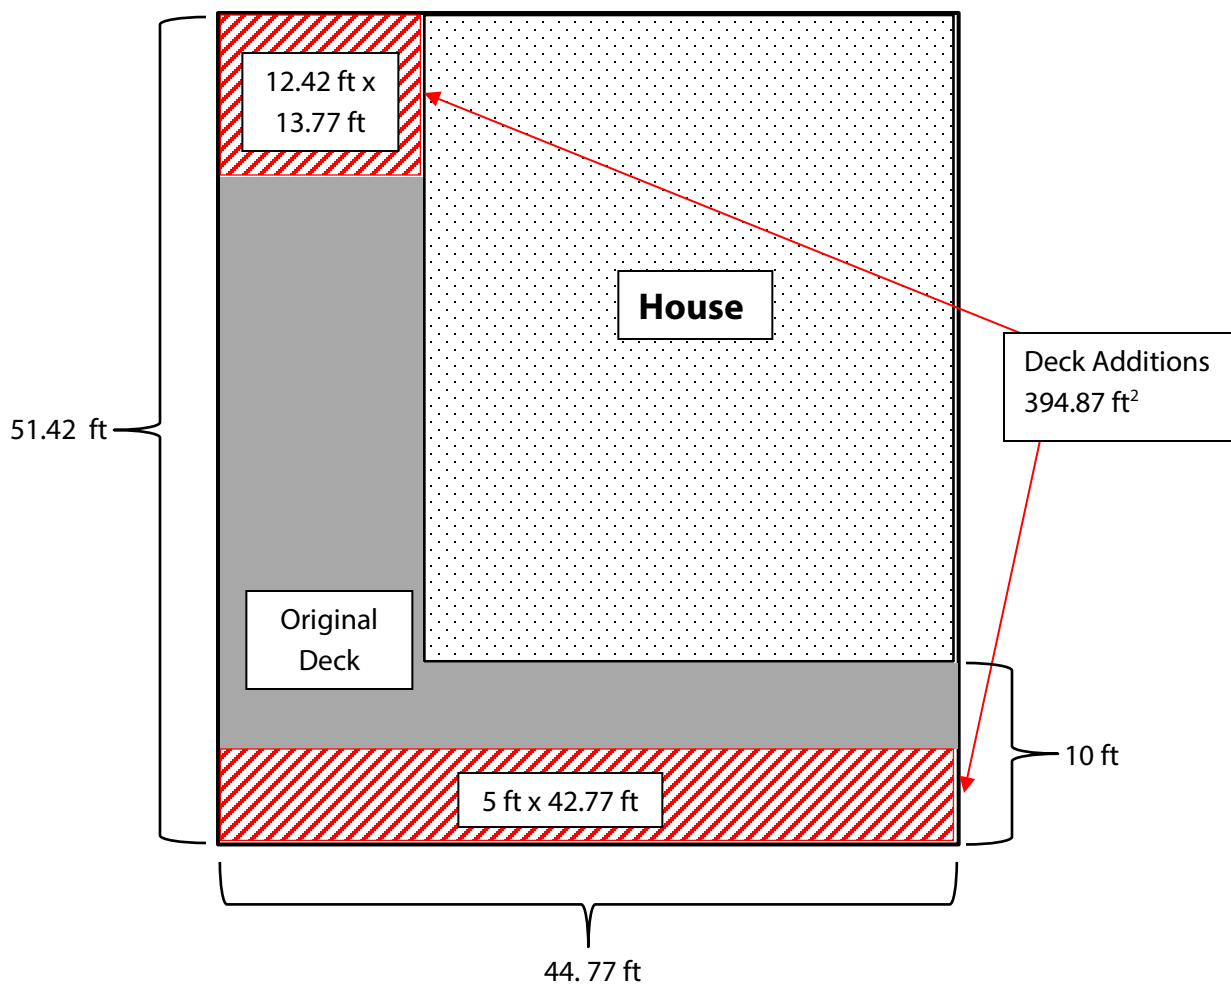 12.42 ft x
13.77 ft
House
Deck Additions
394.87 ft²
51.42 ft
Original
Deck
10 ft
5 ft x 42.77 ft
44. 77 ft